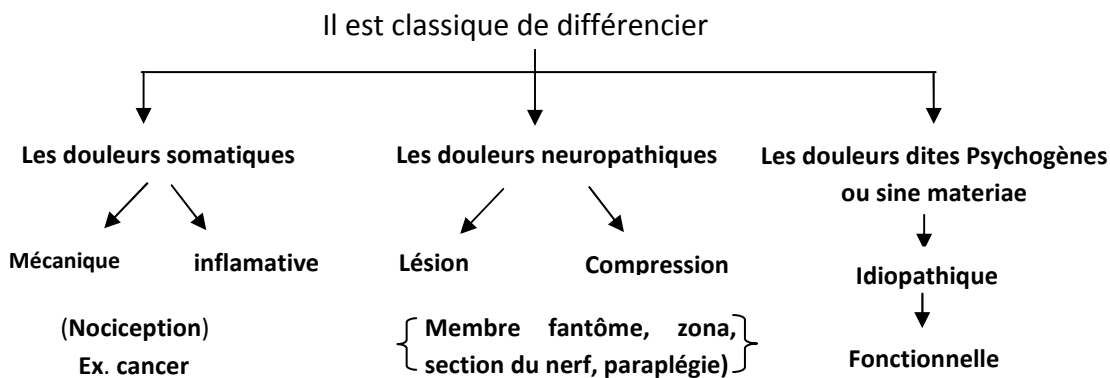 Il est classique de différencier
Les douleurs somatiques
Les douleurs neuropathiques
Les douleurs dites Psychogènes
ou sine materiae
Mécanique
inflamative
Lésion
Compression
Idiopathique
(Nociception)
Ex. cancer
Membre fantôme, zona,
section du nerf, paraplégie)
Fonctionnelle